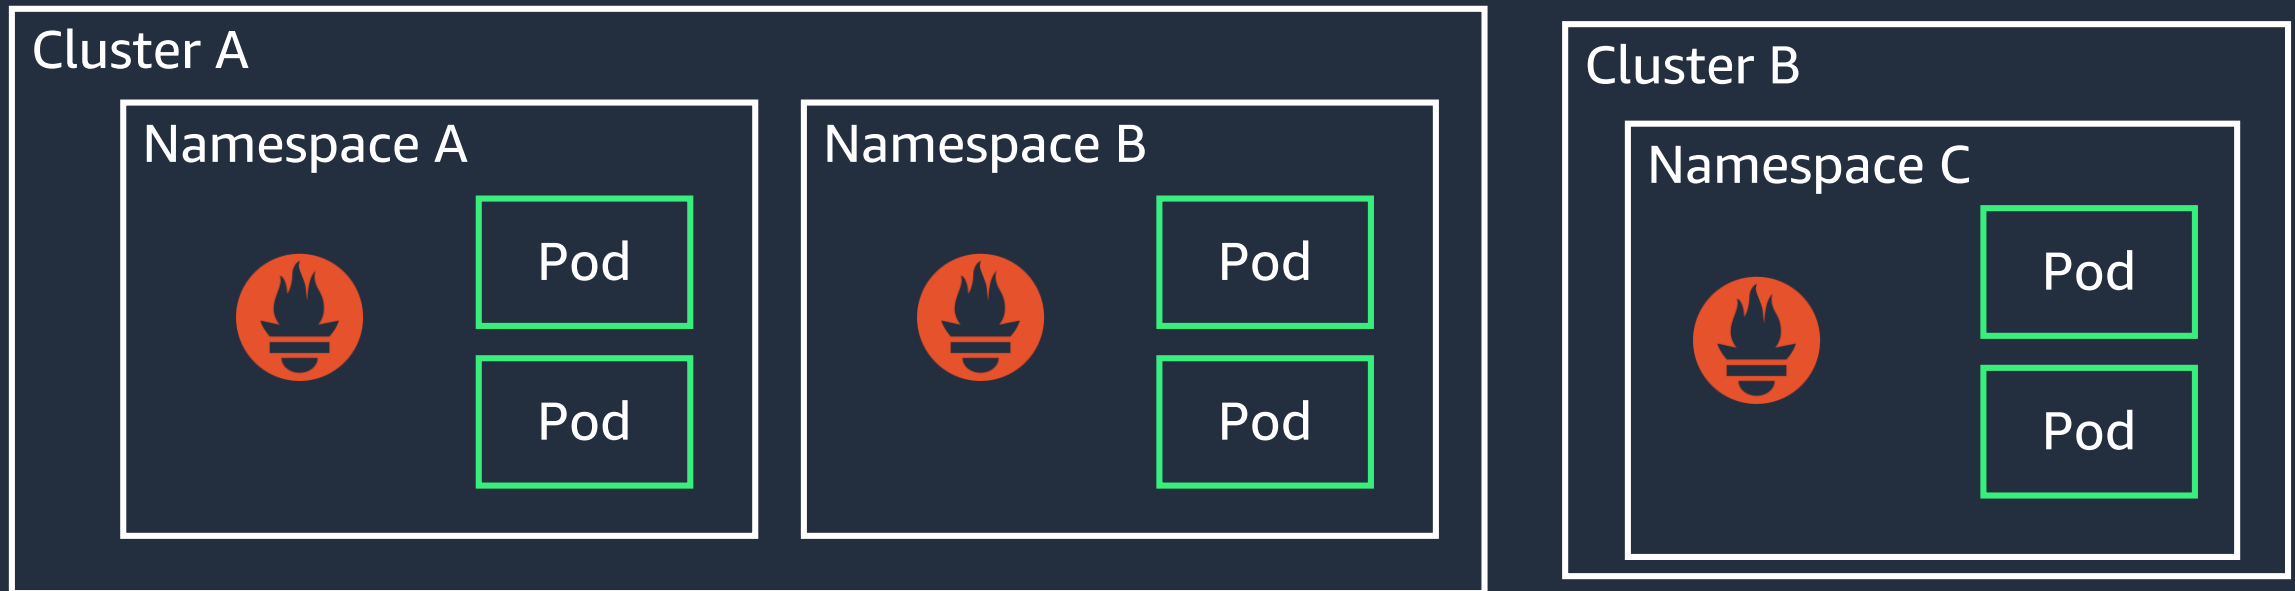 Cluster A
Namespace A
Pod
Pod
Namespace B
Pod
Pod
Cluster B
Namespace C
Pod
Pod